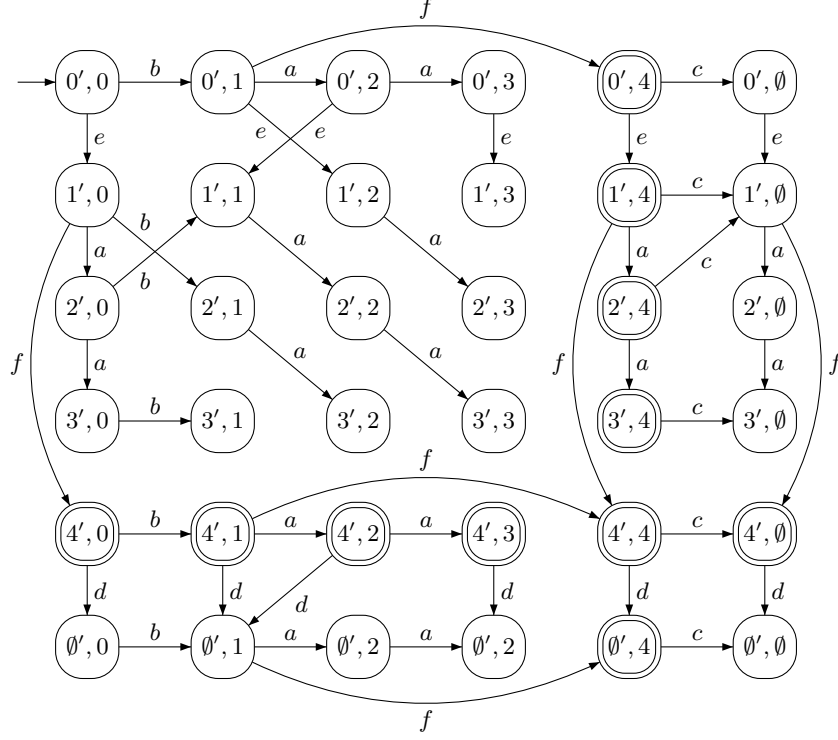 f
b a a c
0′, 0 0′, 1 0′, 2 0′, 3 0′, 4 0′, ∅
e e e e e e
b a a c
1′, 0 1′, 1 1′, 2 1′, 3 1′, 4 1′, ∅
a b a a c a
2′, 0 2′, 1 2′, 2 2′, 3 2′, 4 2′, ∅
f a a a f a a f
b c
3′, 0 3′, 1 3′, 2 3′, 3 3′, 4 3′, ∅
f
b a a c
4′, 0 4′, 1 4′, 2 4′, 3 4′, 4 4′, ∅
d d d d d d
b a a c
∅′, 0 ∅′, 1 ∅′, 2 ∅′, 2 ∅′, 4 ∅′, ∅
f